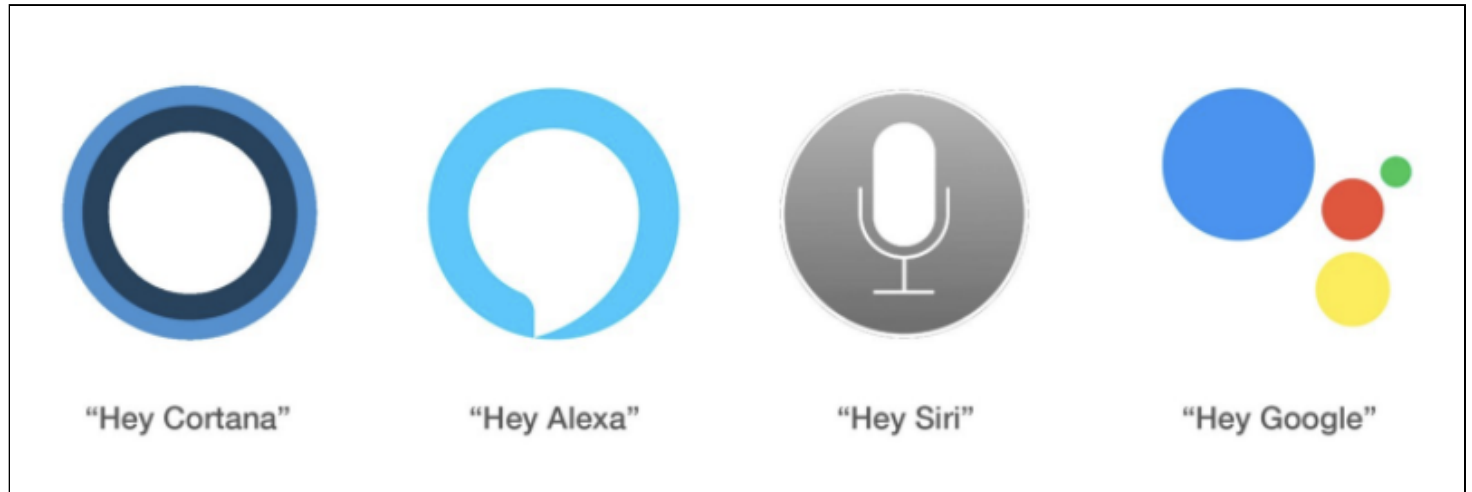 “Hey Cortana”
“Hey Alexa”
“Hey Siri”
“Hey Google”